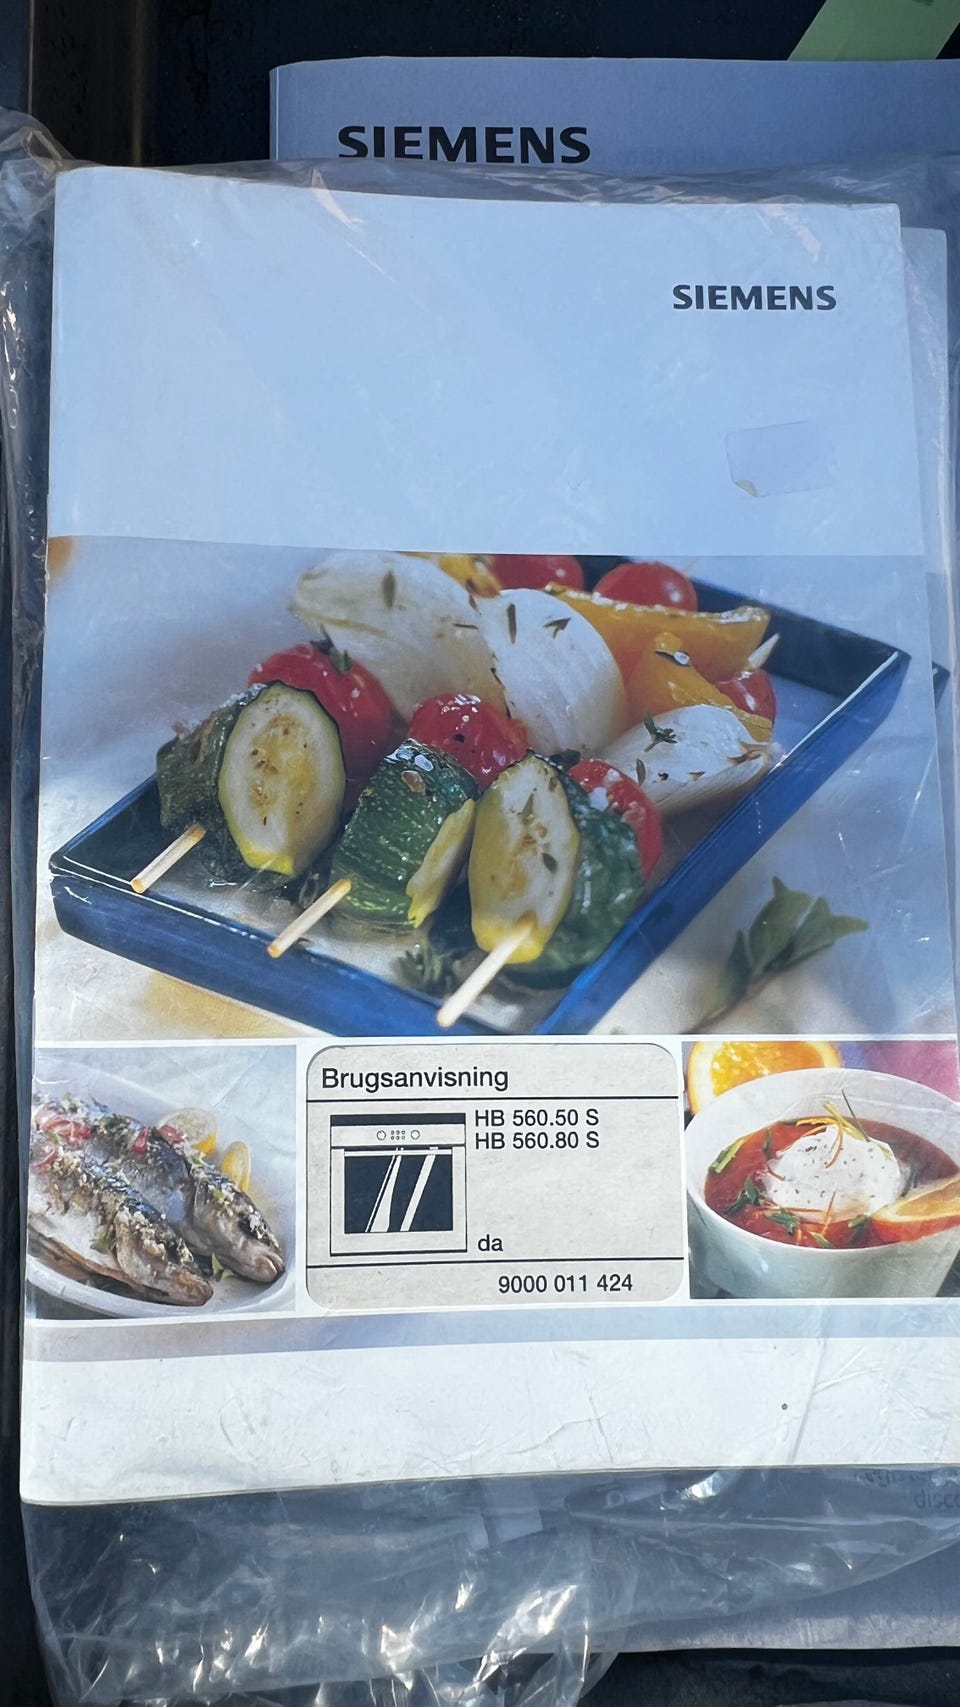 SIEMENS
SIEMENS
Brugsanvisning
HB 560.50 S
HB 560.80 S
da
9000 011 424